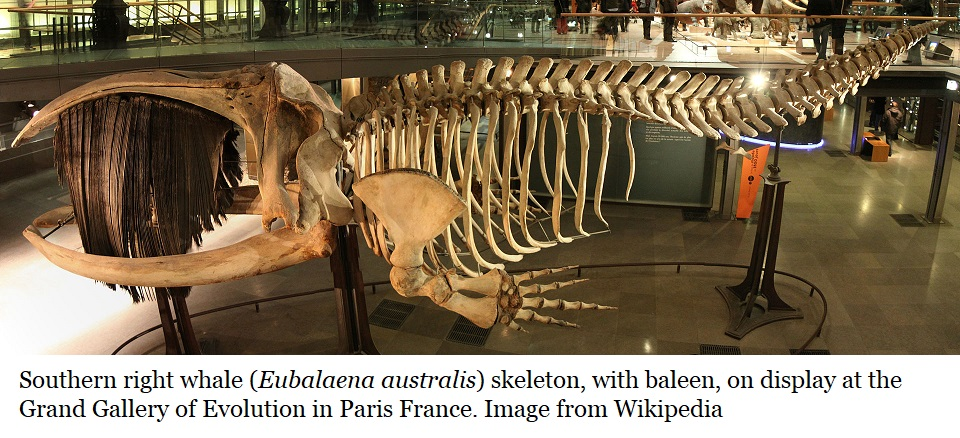 Southern right whale (Eubalaena australis) skeleton, with baleen, on display at the
Grand Gallery of Evolution in Paris France. Image from Wikipedia